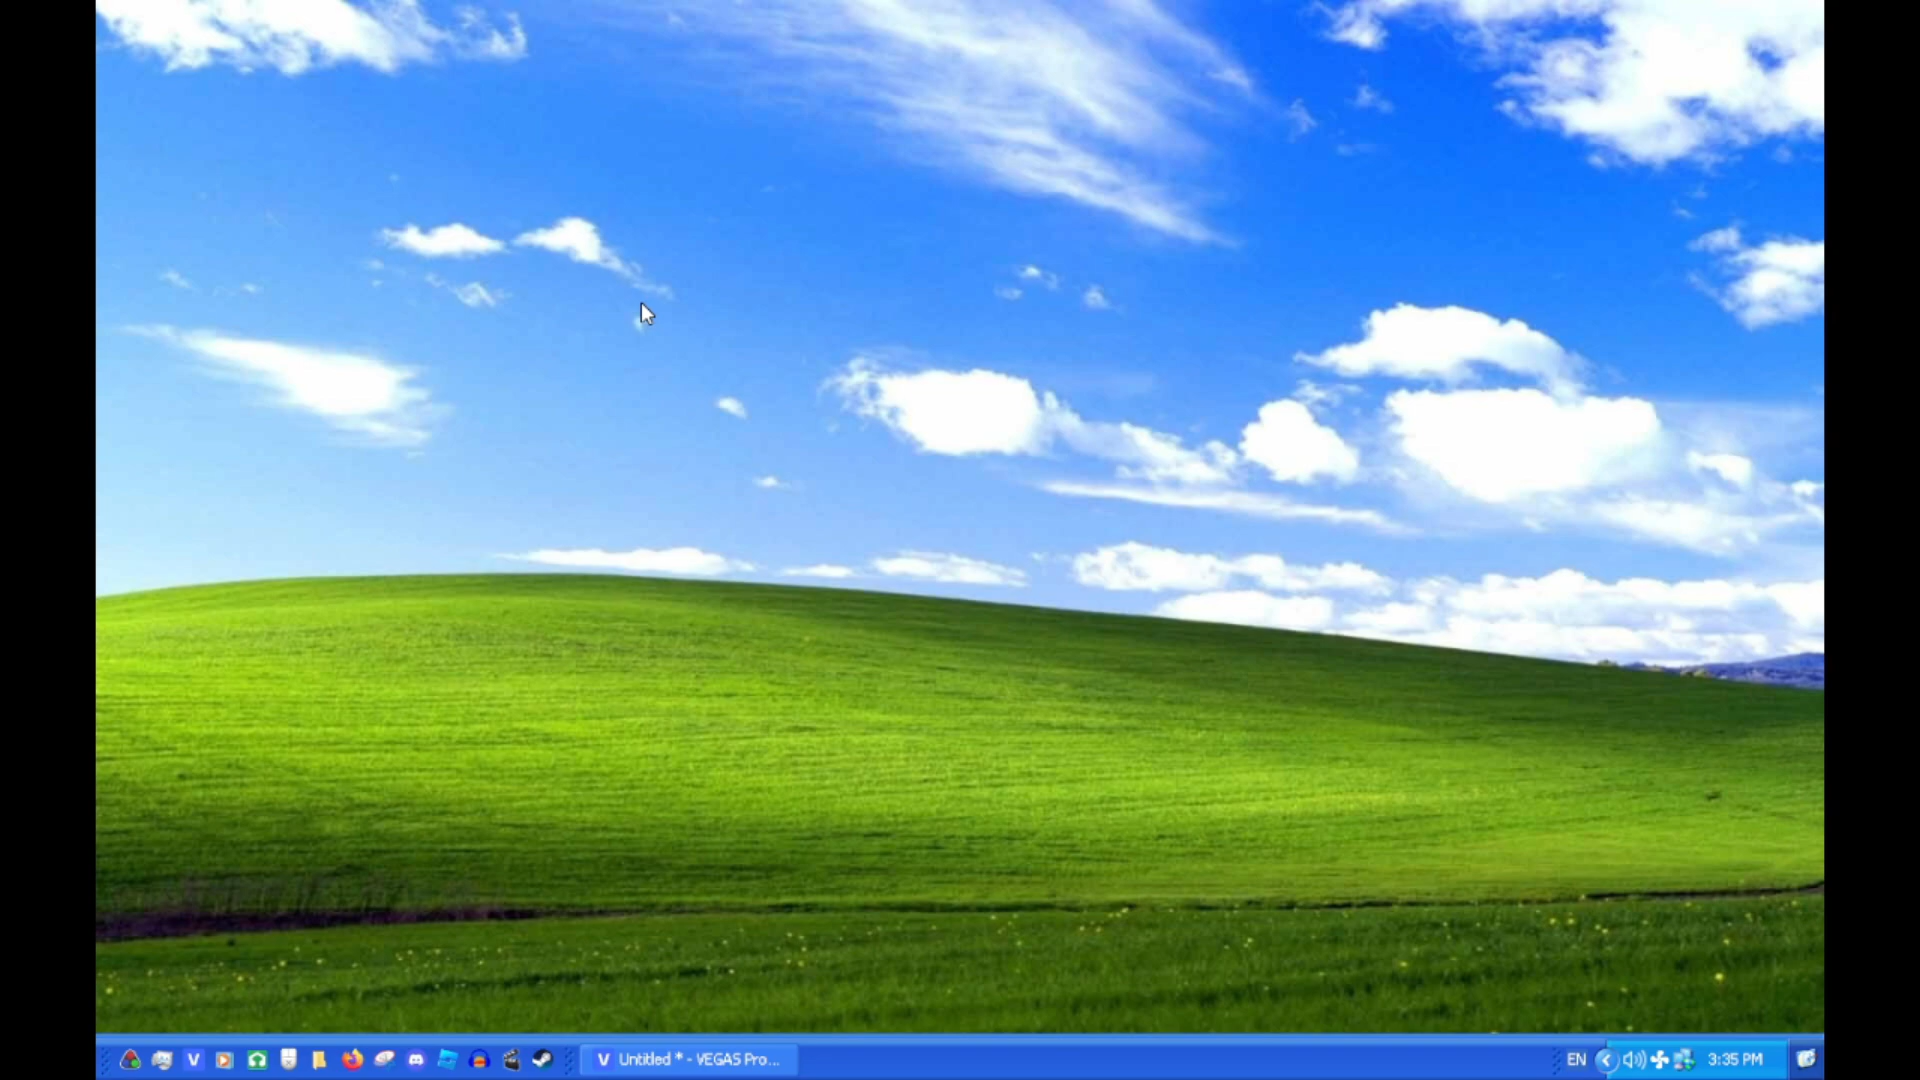 V
V Untitled * - VEGAS Pro...
EN
3:35 PM